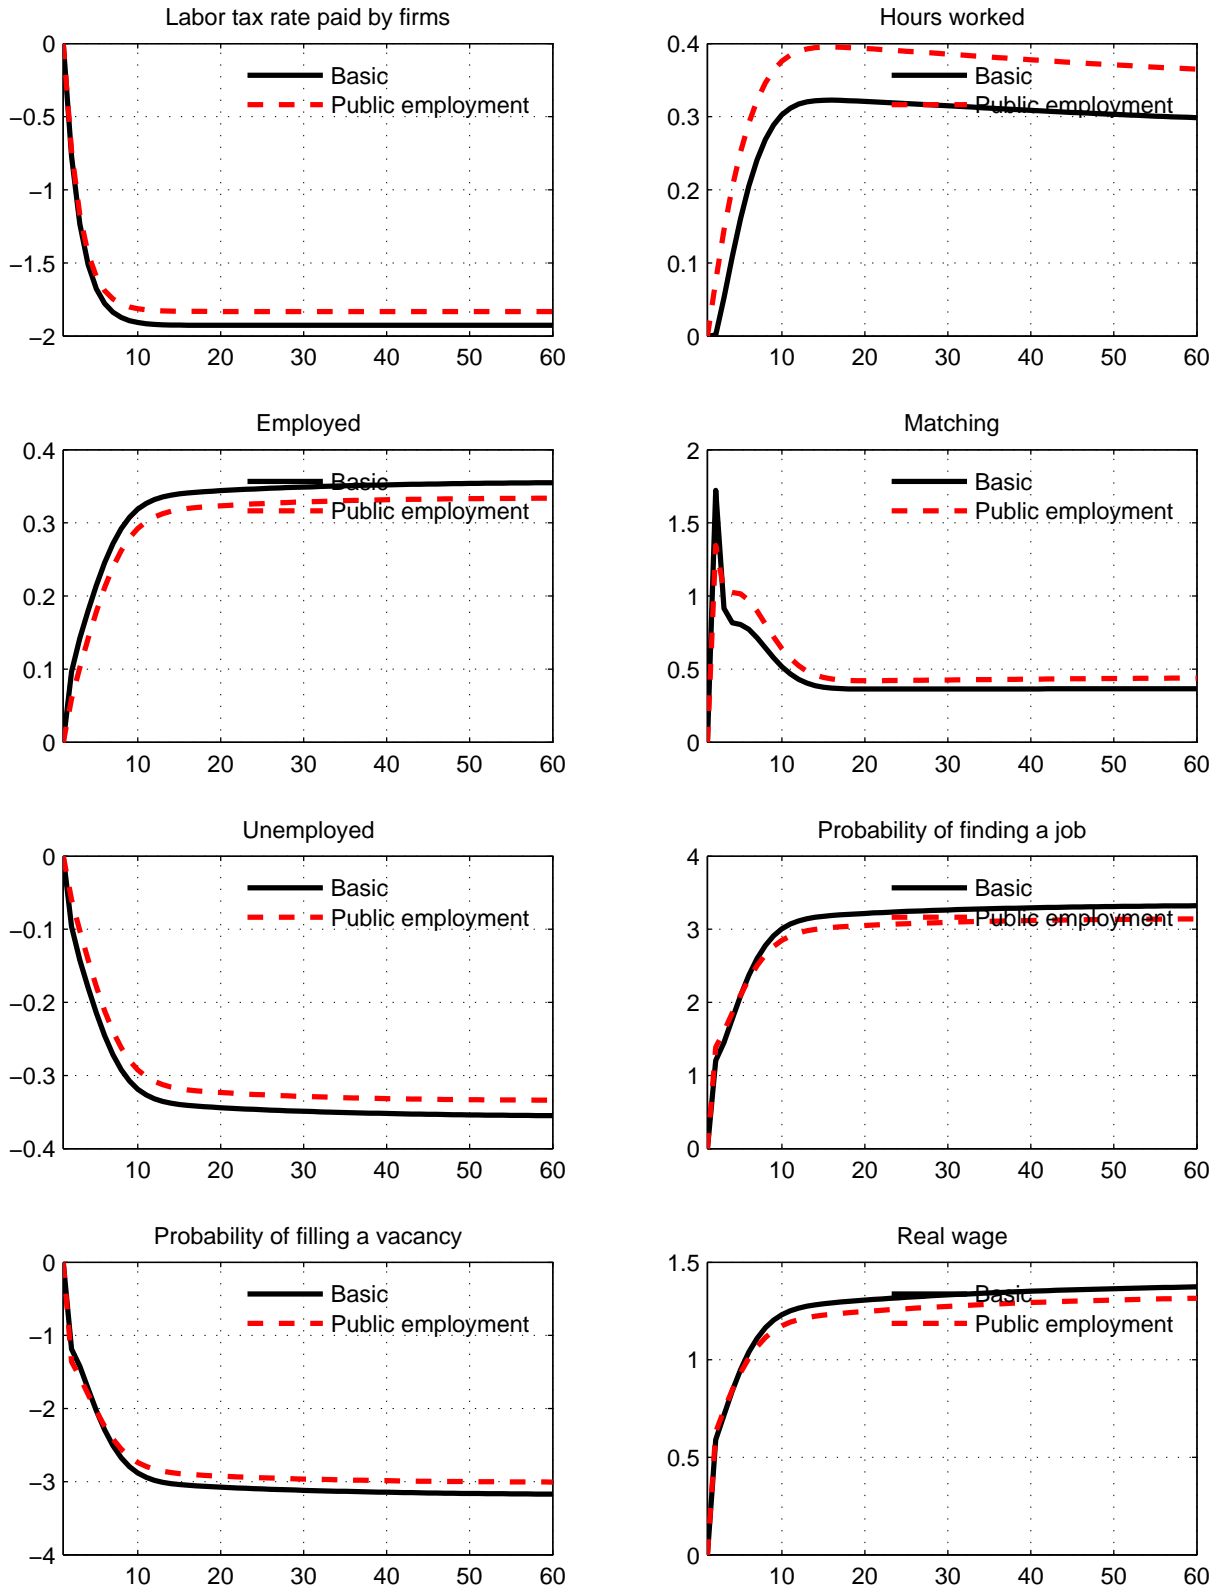 Labor tax rate paid by firms
0
−0.5
−1
−1.5
−2
10 20 30 40 50 60
Basic
Public employment
Hours worked
0.4
0.3
0.2
0.1
0
10 20 30 40 50 60
Basic
Public employment
Employed
0.4
0.3
0.2
0.1
0
10 20 30 40 50 60
Basic
Public employment
Matching
2
1.5
1
0.5
0
10 20 30 40 50 60
Basic
Public employment
Unemployed
0
−0.1
−0.2
−0.3
−0.4
10 20 30 40 50 60
Basic
Public employment
Probability of finding a job
4
3
2
1
0
10 20 30 40 50 60
Basic
Public employment
Probability of filling a vacancy
0
−1
−2
−3
−4
10 20 30 40 50 60
Basic
Public employment
Real wage
1.5
1
0.5
0
10 20 30 40 50 60
Basic
Public employment